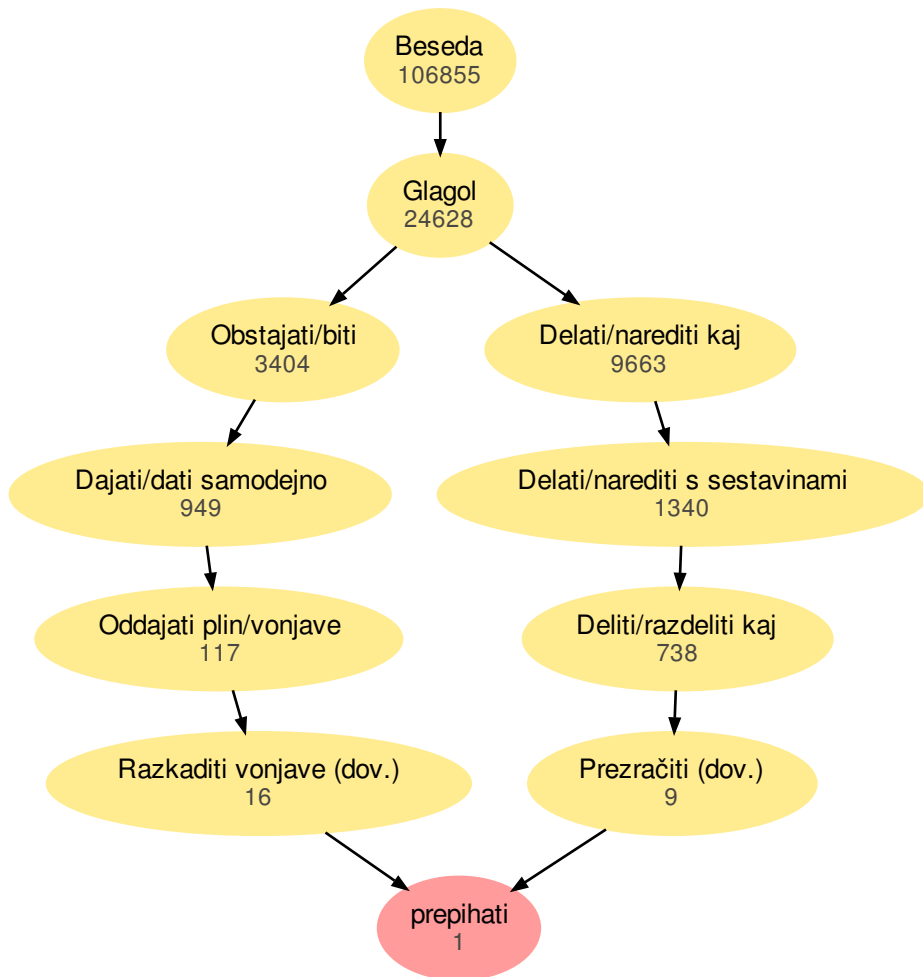 Beseda
106855
Glagol
24628
Obstajati/biti
3404
Delati/narediti kaj
9663
Dajati/dati samodejno
949
Delati/narediti s sestavinami
1340
Oddajati plin/vonjave
117
Deliti/razdeliti kaj
738
Razkaditi vonjave (dov.)
16
Prezračiti (dov.)
9
prepihati
1